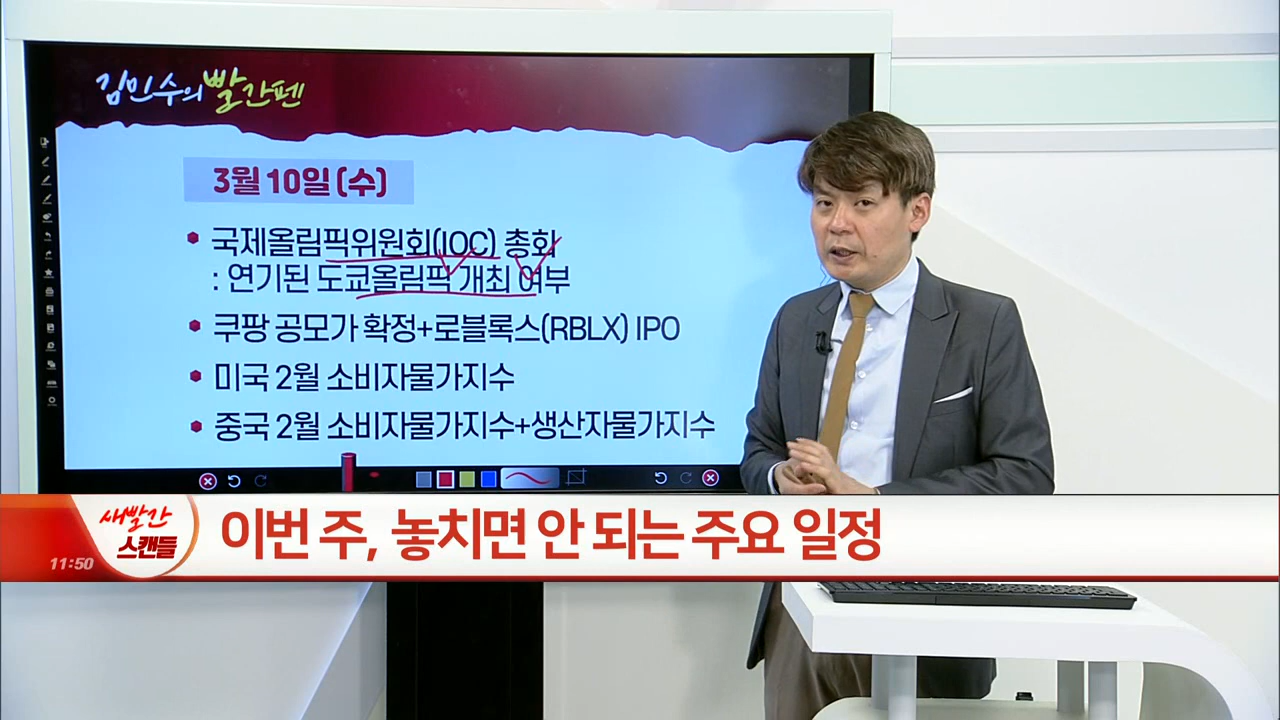 김민수의 빨간펜
3월 10일 (수)
• 국제올림픽위원회(IOC) 총회
: 연기된 도쿄올림픽 개최 여부
• 쿠팡 공모가 확정+로블록스(RBLX) IPO
• 미국 2월 소비자물가지수
• 중국 2월 소비자물가지수+생산자물가지수
새빨간
스캔들
11:50
이번 주, 놓치면 안 되는 주요 일정